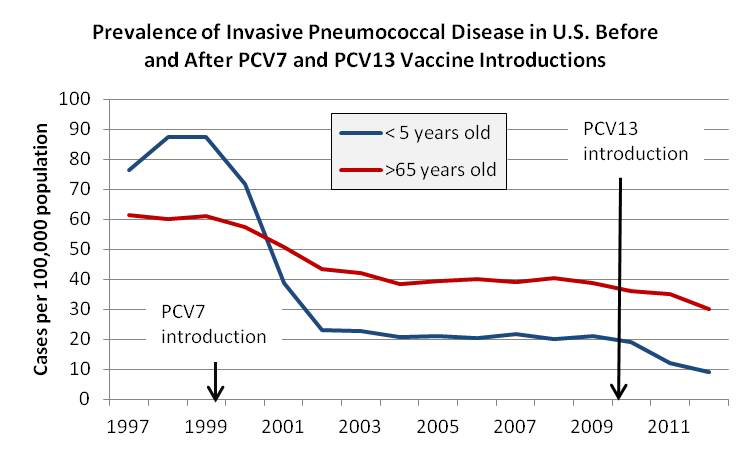 Prevalence of Invasive Pneumococcal Disease in U.S. Before
and After PCV7 and PCV13 Vaccine Introductions
Cases per 100,000 population
100
90
80
70
60
50
40
30
20
10
0
< 5 years old
>65 years old
PCV13
introduction
PCV7
introduction
1997 1999 2001 2003 2005 2007 2009 2011